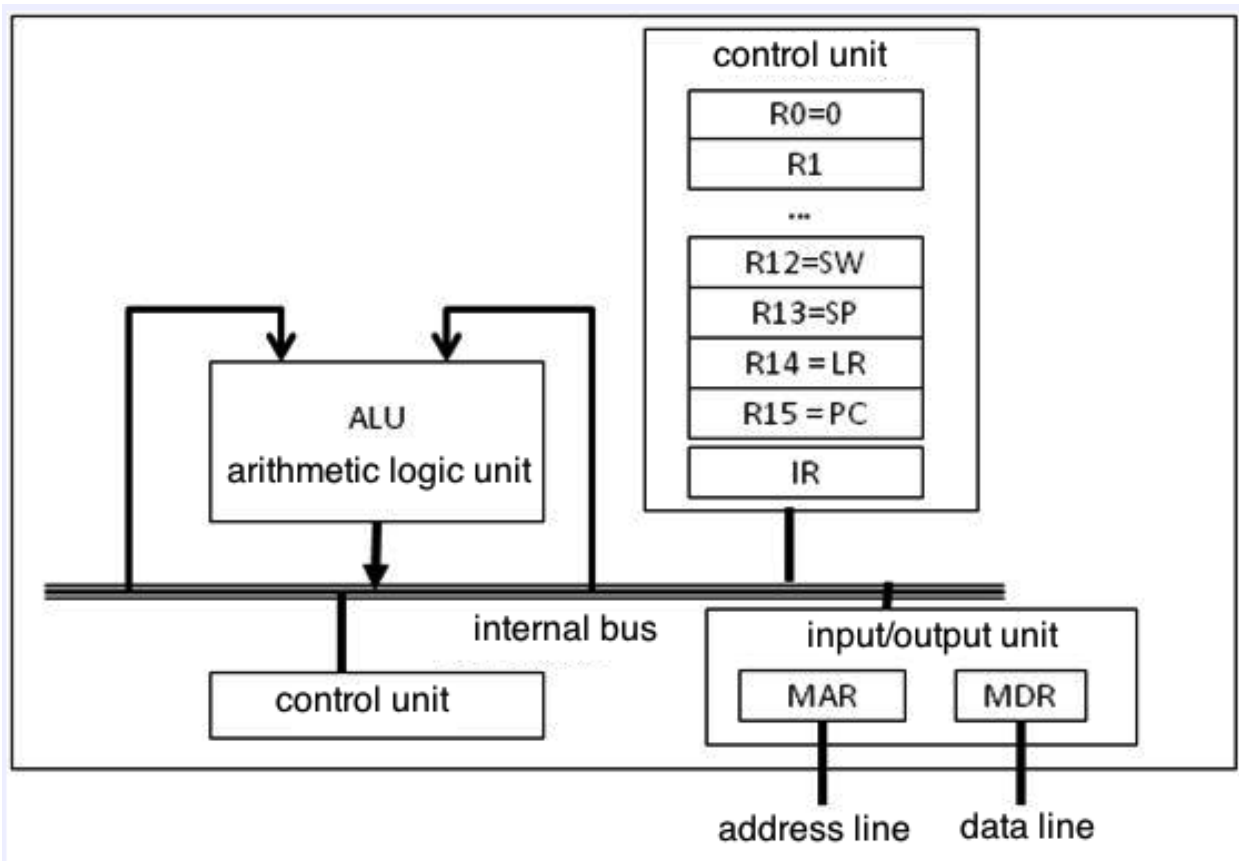 control unit
R0=0
R1
...
R12=SW
R13=SP
R14 = LR
R15 = PC
IR
ALU
arithmetic logic unit
internal bus
control unit
input/output unit
MAR
MDR
address line
data line